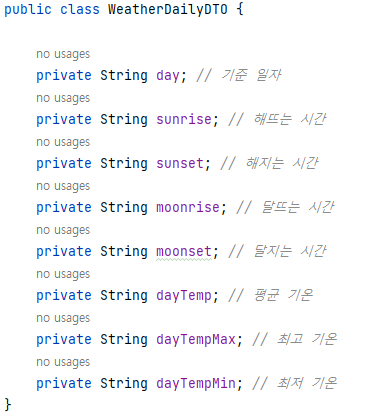 public class WeatherDailyDTO {
no usages
private String day; // 기준 일자
no usages
private String sunrise; // 해뜨는 시간
no usages
private String sunset; // 해지는 시간
no usages
private String moonrise; // 달뜨는 시간
no usages
private String moonset; // 달지는 시간
no usages
private String dayTemp; // 평균 기온
no usages
private String dayTempMax; // 최고 기온
no usages
private String dayTempMin; // 최저 기온
}